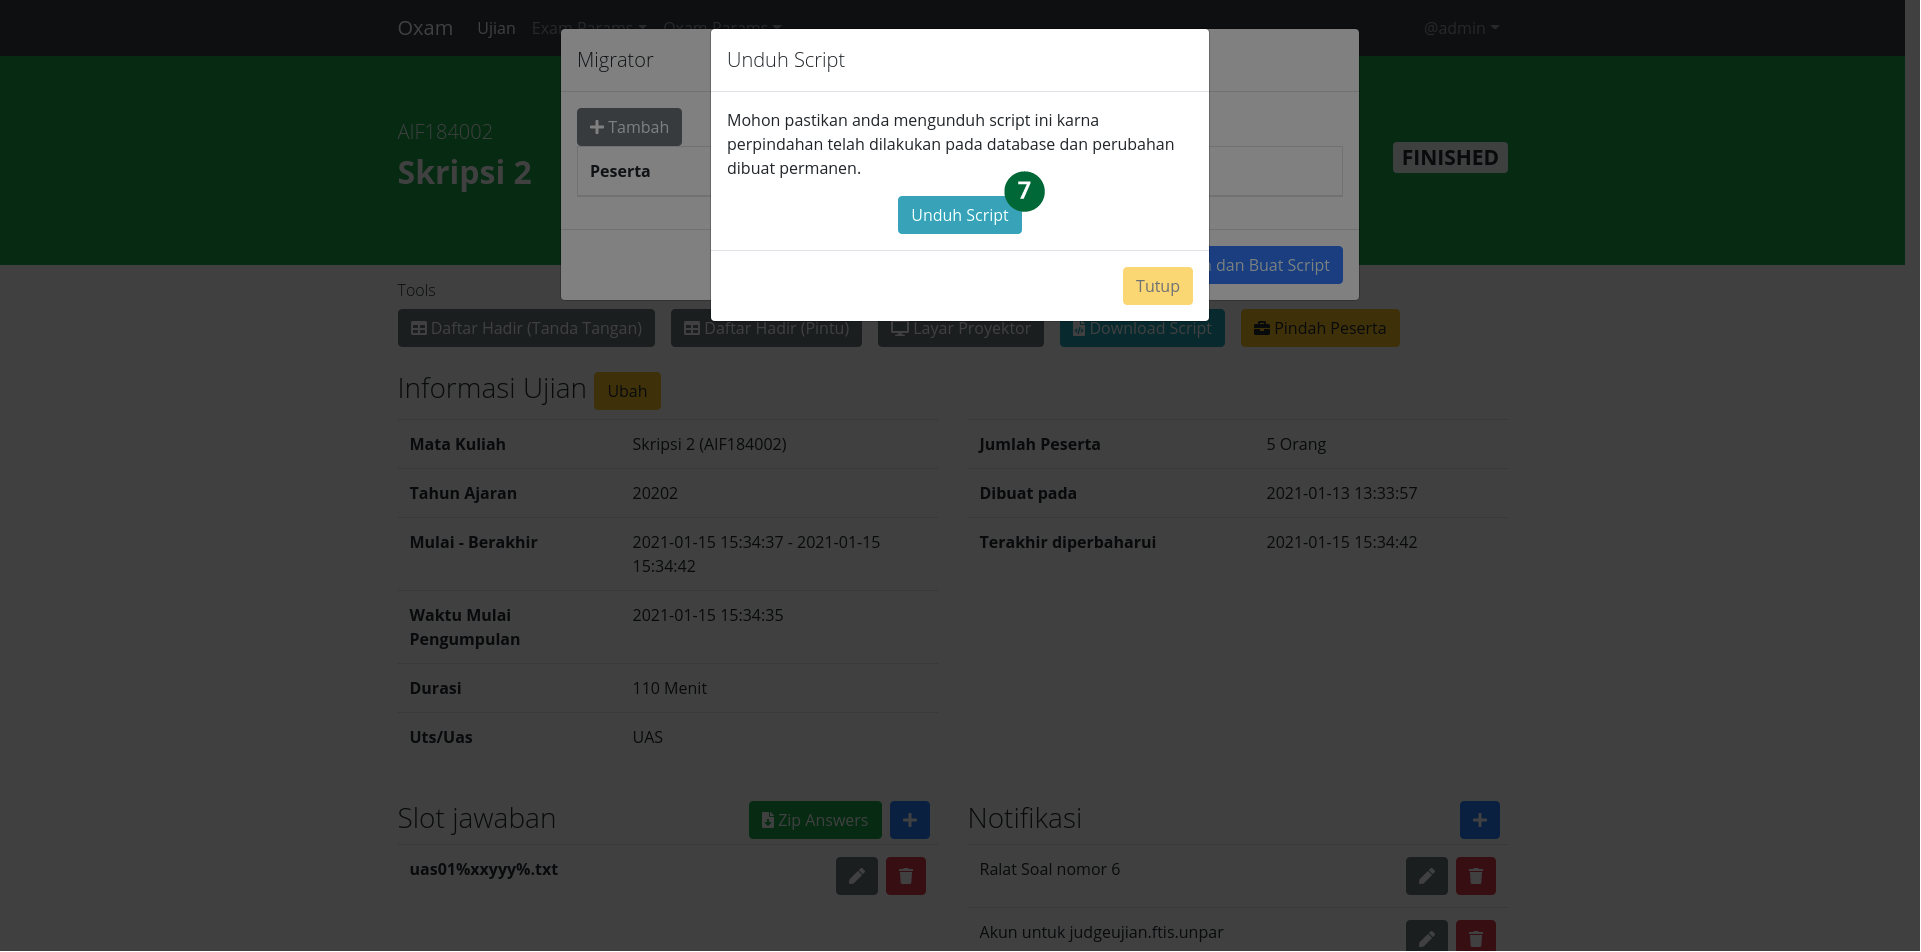 Oxam
Ujian
Exam Params
Oxam Params
@admin
Migrator
Unduh Script
Tambah
Peserta
Mohon pastikan anda mengunduh script ini karna
perpindahan telah dilakukan pada database dan perubahan
dibuat permanen.
7
Unduh Script
Tutup
dan Buat Script
AIF184002
Skripsi 2
FINISHED
Tools
Daftar Hadir (Tanda Tangan)
Daftar Hadir (Pintu)
Layar Proyektor
Download Script
Pindah Peserta
Informasi Ujian
Ubah
Mata Kuliah
Skripsi 2 (AIF184002)
Tahun Ajaran
20202
Mulai - Berakhir
2021-01-15 15:34:37 - 2021-01-15
15:34:42
Waktu Mulai
Pengumpulan
2021-01-15 15:34:35
Durasi
110 Menit
Uts/Uas
UAS
Jumlah Peserta
5 Orang
Dibuat pada
2021-01-13 13:33:57
Terakhir diperbaharui
2021-01-15 15:34:42
Slot jawaban
Zip Answers
uas01%xxyyy%.txt
Notifikasi
Ralat Soal nomor 6
Akun untuk judgeujian.ftis.unpar